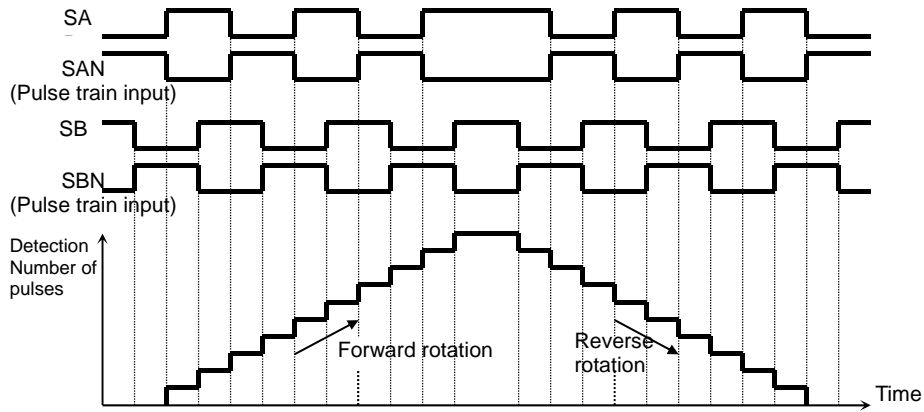 SA
SAN
(Pulse train input)
SB
SBN
(Pulse train input)
Detection
Number of
pulses
Forward rotation
Reverse
rotation
Time